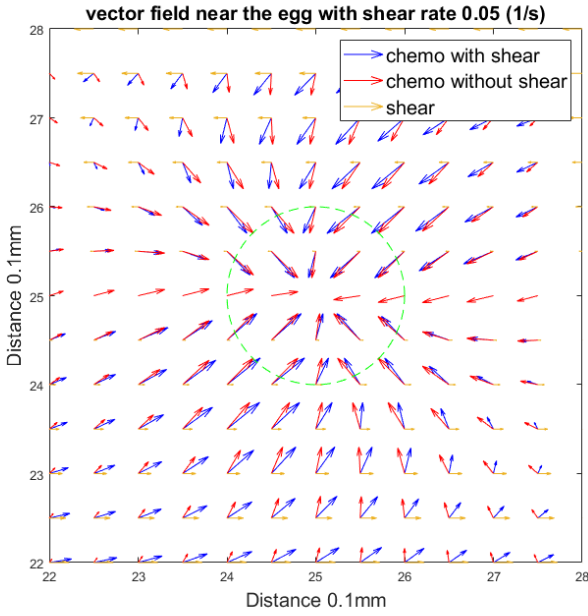 vector field near the egg with shear rate 0.05 (1/s)
28
chemo with shear
chemo without shear
shear
27
26
25
24
23
22
Distance 0.1mm
22 23 24 25 26 27 28
Distance 0.1mm